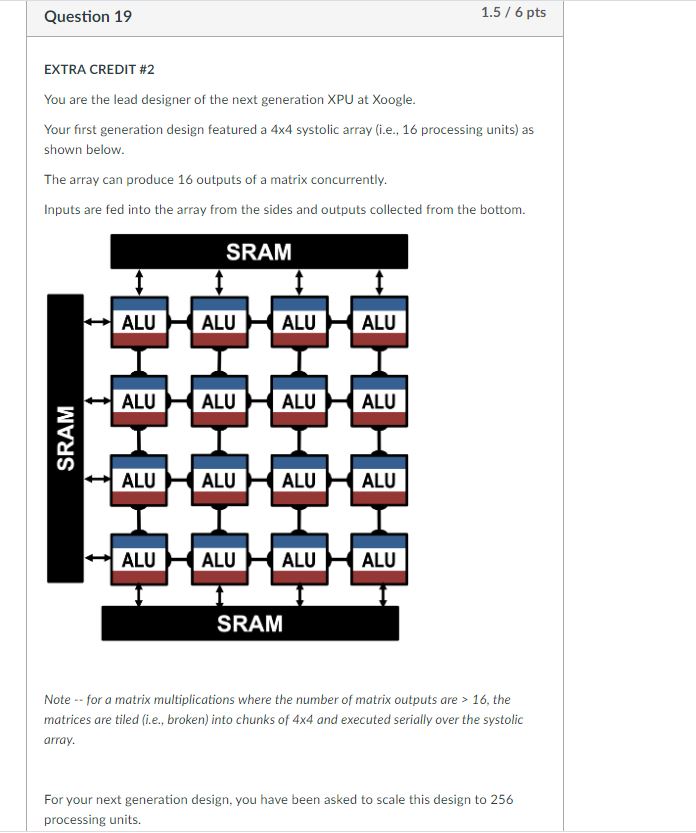 Question 19
1.5 / 6 pts
EXTRA CREDIT #2
You are the lead designer of the next generation XPU at Xoogle.
Your first generation design featured a 4x4 systolic array (i.e., 16 processing units) as
shown below.
The array can produce 16 outputs of a matrix concurrently.
Inputs are fed into the array from the sides and outputs collected from the bottom.
SRAM
ALU ALU ALU ALU
ALU ALU ALU ALU
SRAM
ALU ALU ALU ALU
ALU ALU ALU ALU
SRAM
Note -- for a matrix multiplications where the number of matrix outputs are > 16, the
matrices are tiled (i.e., broken) into chunks of 4x4 and executed serially over the systolic
array.
For your next generation design, you have been asked to scale this design to 256
processing units.